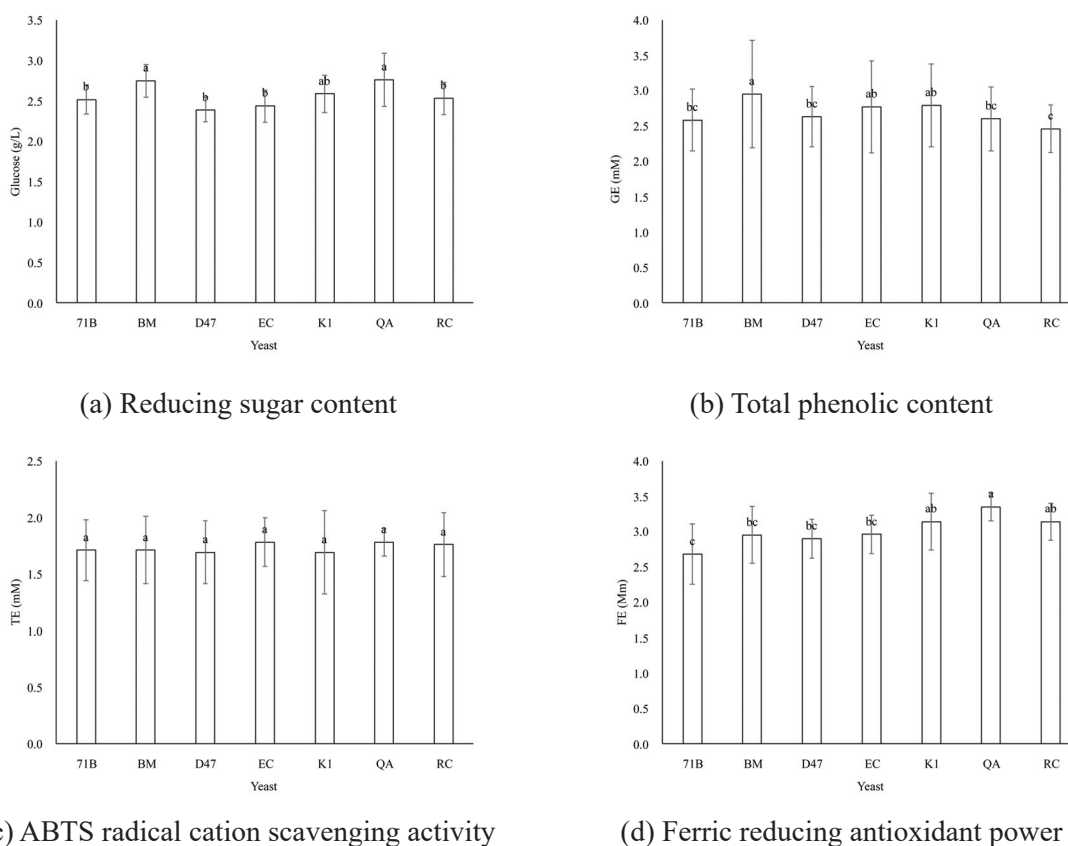 3.5
3.0
2.5
2.0
1.5
1.0
0.5
0.0
Glucose (g/L)
b a b b ab a b
71B BM D47 EC K1 QA RC
Yeast
(a) Reducing sugar content
4.0
3.5
3.0
2.5
2.0
1.5
1.0
0.5
0.0
GE (mM)
bc a bc ab ab bc c
71B BM D47 EC K1 QA RC
Yeast
(b) Total phenolic content
2.5
2.0
1.5
1.0
0.5
0.0
TE (mM)
a a a a a a a
71B BM D47 EC K1 QA RC
Yeast
) ABTS radical cation scavenging activity
4.0
3.5
3.0
2.5
2.0
1.5
1.0
0.5
0.0
FE (Mm)
c bc bc bc ab a ab
71B BM D47 EC K1 QA RC
Yeast
(d) Ferric reducing antioxidant power